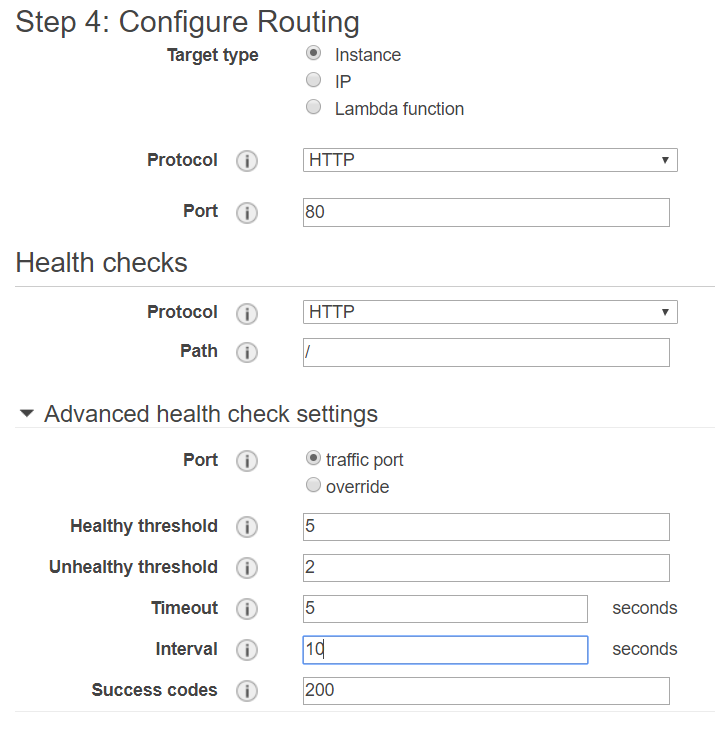 Step 4: Configure Routing
Target type Instance
IP
Lambda function
Protocol i HTTP
Port i 80
Health checks
Protocol i HTTP
Path i /
Advanced health check settings
Port i traffic port
override
Healthy threshold i 5
Unhealthy threshold i 2
Timeout i 5 seconds
Interval i 10 seconds
Success codes i 200